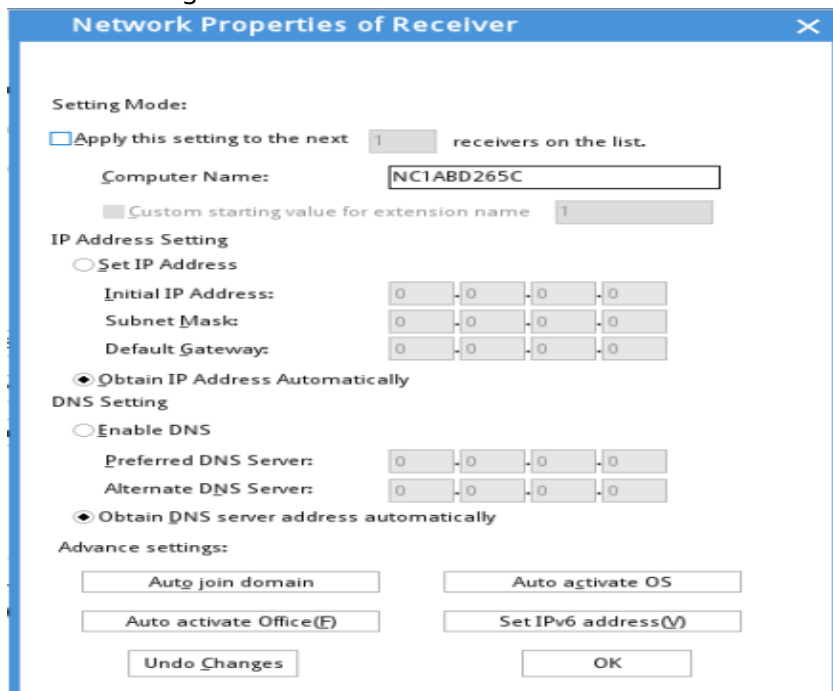 Network Properties of Receiver
Setting Mode:
Apply this setting to the next 1 receivers on the list.
Computer Name: NC1ABD265C
Custom starting value for extension name 1
IP Address Setting
Set IP Address
Initial IP Address: 0 . 0 . 0 . 0
Subnet Mask: 0 . 0 . 0 . 0
Default Gateway: 0 . 0 . 0 . 0
Obtain IP Address Automatically
DNS Setting
Enable DNS
Preferred DNS Server: 0 . 0 . 0 . 0
Alternate DNS Server: 0 . 0 . 0 . 0
Obtain DNS server address automatically
Advance settings:
Auto join domain Auto activate OS
Auto activate Office(F) Set IPv6 address(V)
Undo Changes OK